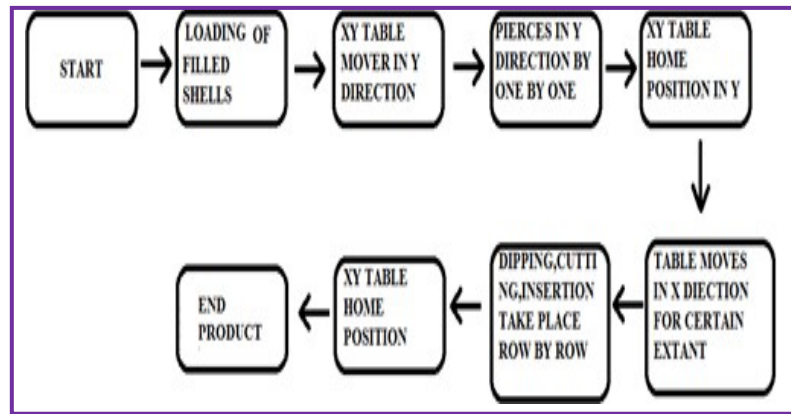 START
LOADING OF
FILLED
SHELLS
XY TABLE
MOVER IN Y
DIRECTION
PIERCES IN Y
DIRECTION BY
ONE BY ONE
XY TABLE
HOME
POSITION IN Y
TABLE MOVES
IN X DIECTION
FOR CERTAIN
EXTANT
DIPPING,CUTTI
NG,INSERTION
TAKE PLACE
ROW BY ROW
XY TABLE
HOME
POSITION
END
PRODUCT